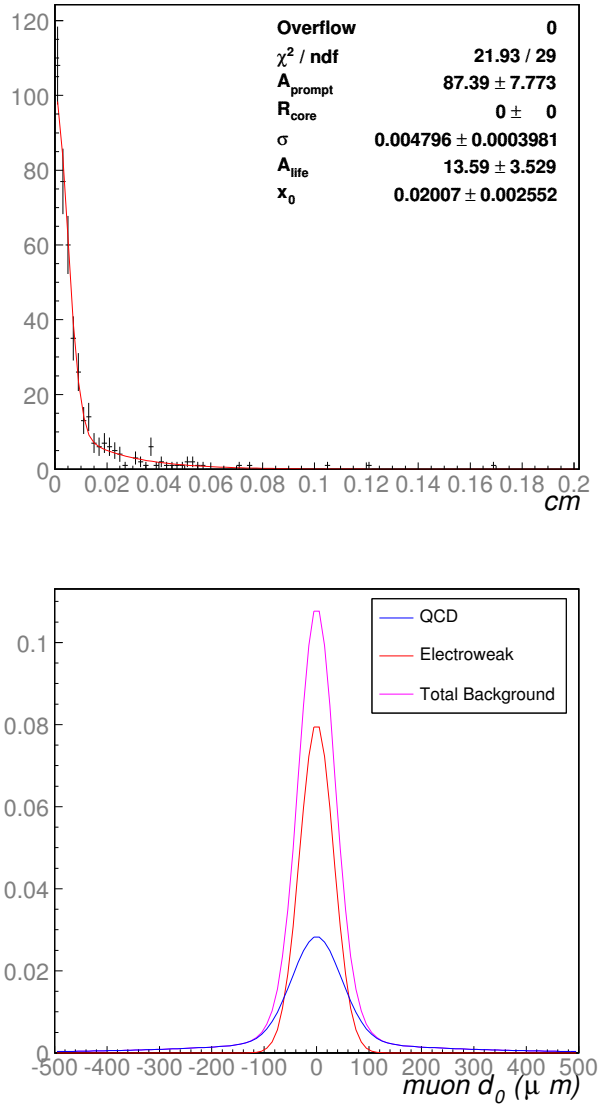 120
100
80
60
40
20
0
Overflow 0
χ² / ndf 21.93 / 29
A_prompt 87.39 ± 7.773
R_core 0 ± 0
σ 0.004796 ± 0.0003981
A_life 13.59 ± 3.529
x_0 0.02007 ± 0.002552
0 0.02 0.04 0.06 0.08 0.1 0.12 0.14 0.16 0.18 0.2
cm
0.1
0.08
0.06
0.04
0.02
0
QCD
Electroweak
Total Background
-500 -400 -300 -200 -100 0 100 200 300 400 500
muon d_0 (μ m)